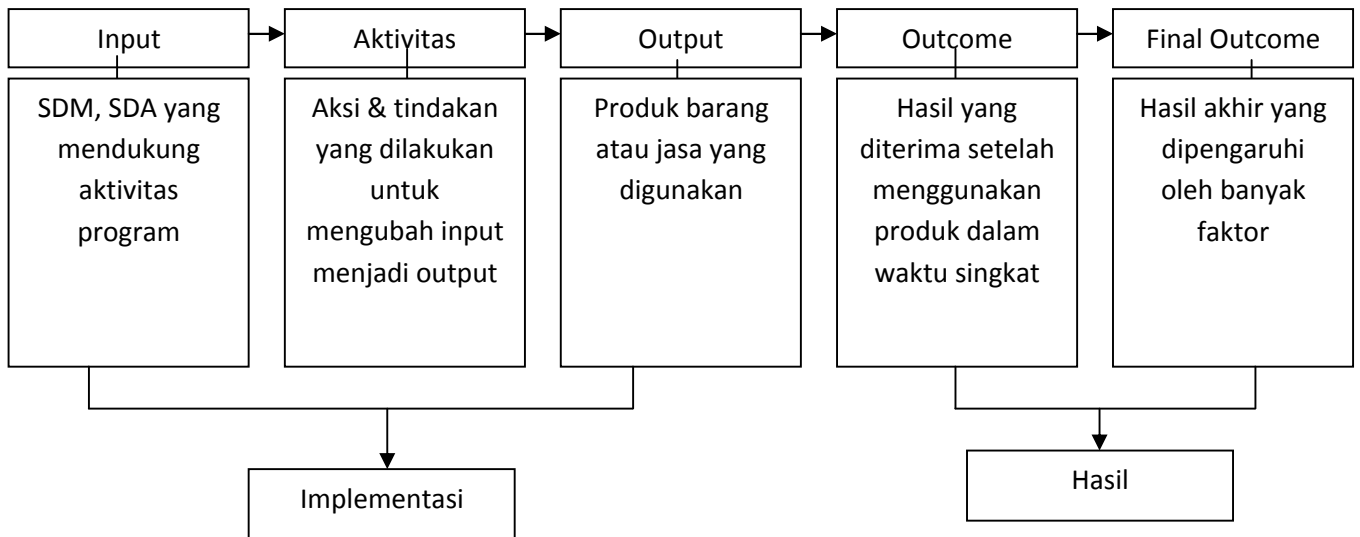 Input
Aktivitas
Output
Outcome
Final Outcome
SDM, SDA yang
mendukung
aktivitas
program
Aksi & tindakan
yang dilakukan
untuk
mengubah input
menjadi output
Produk barang
atau jasa yang
digunakan
Hasil yang
diterima setelah
menggunakan
produk dalam
waktu singkat
Hasil akhir yang
dipengaruhi
oleh banyak
faktor
Implementasi
Hasil